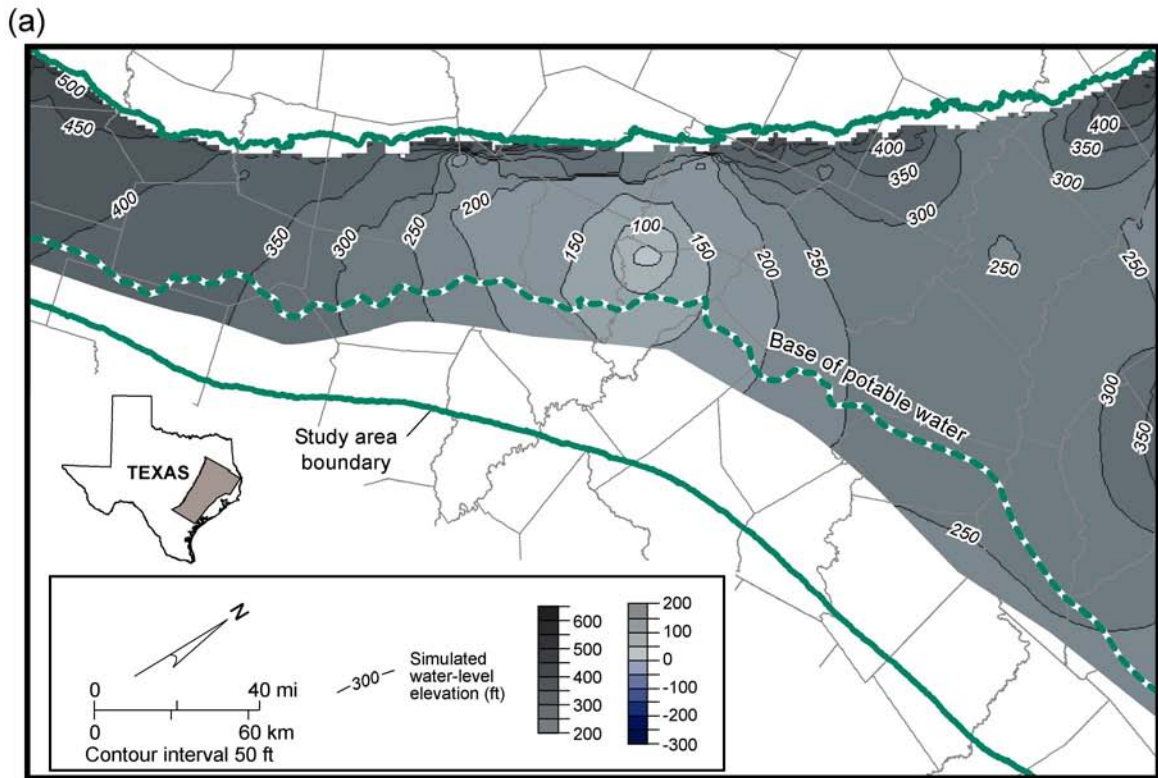 (a)
500
450
400
350
300
250
200
150
100
150
200
250
400
350
300
250
400
350
300
250
300
350
250
Base of potable water
Study area
boundary
TEXAS
N
0 40 mi
0 60 km
Contour interval 50 ft
300
Simulated
water-level
elevation (ft)
600
500
400
300
200
200
100
0
-100
-200
-300